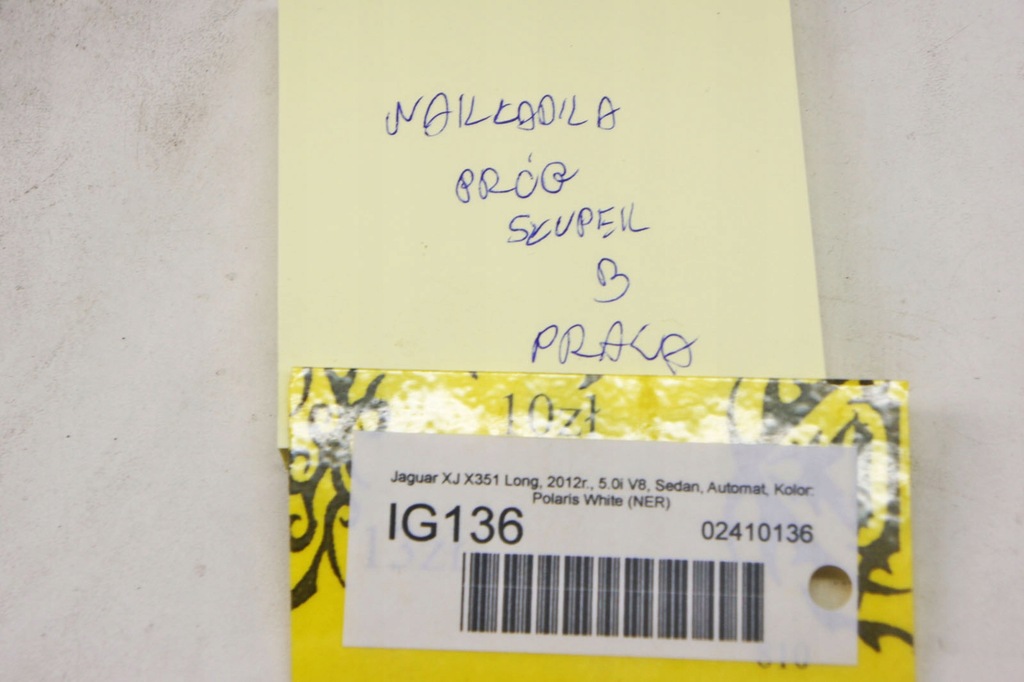 NAKŁADKA
PRÓG
SŁUPEK
B
PRAWA
10zł
Jaguar XJ X351 Long, 2012r., 5.0i V8, Sedan, Automat, Kolor:
Polaris White (NER)
IG136 02410136